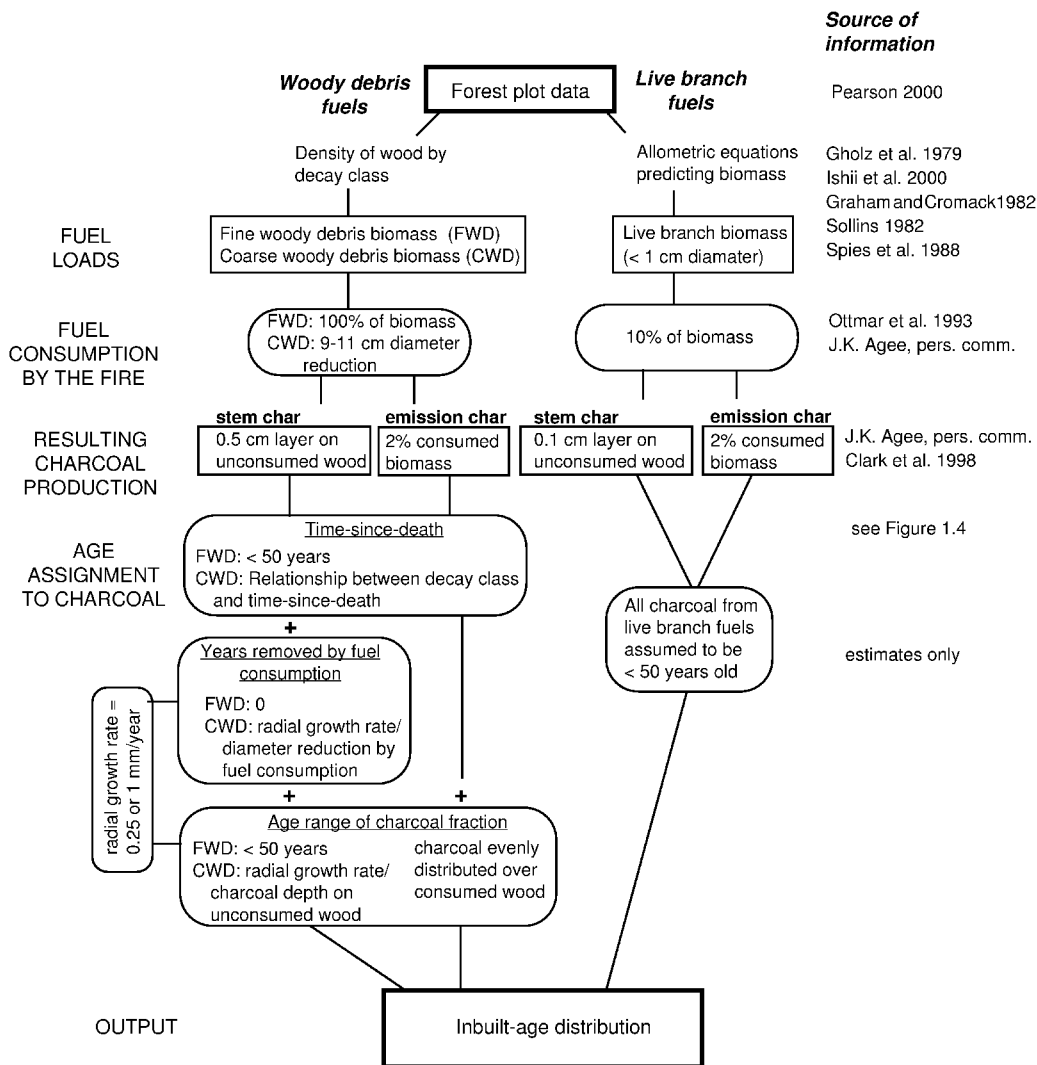 Source of
information
Woody debris
fuels
Forest plot data
Live branch
fuels
Pearson 2000
Density of wood by
decay class
Allometric equations
predicting biomass
Gholz et al. 1979
Ishii et al. 2000
Graham and Cromack1982
Sollins 1982
Spies et al. 1988
FUEL
LOADS
Fine woody debris biomass (FWD)
Coarse woody debris biomass (CWD)
Live branch biomass
(< 1 cm diamater)
FUEL
CONSUMPTION
BY THE FIRE
FWD: 100% of biomass
CWD: 9-11 cm diameter
reduction
10% of biomass
Ottmar et al. 1993
J.K. Agee, pers. comm.
RESULTING
CHARCOAL
PRODUCTION
stem char
0.5 cm layer on
unconsumed wood
emission char
2% consumed
biomass
stem char
0.1 cm layer on
unconsumed wood
emission char
2% consumed
biomass
J.K. Agee, pers. comm.
Clark et al. 1998
AGE
ASSIGNMENT
TO CHARCOAL
Time-since-death
FWD: < 50 years
CWD: Relationship between decay class
and time-since-death
see Figure 1.4
All charcoal from
live branch fuels
assumed to be
< 50 years old
estimates only
+
Years removed by fuel
consumption
FWD: 0
CWD: radial growth rate/
diameter reduction by
fuel consumption
radial growth rate =
0.25 or 1 mm/year
+
+
Age range of charcoal fraction
FWD: < 50 years
CWD: radial growth rate/
charcoal depth on
unconsumed wood
charcoal evenly
distributed over
consumed wood
OUTPUT
Inbuilt-age distribution